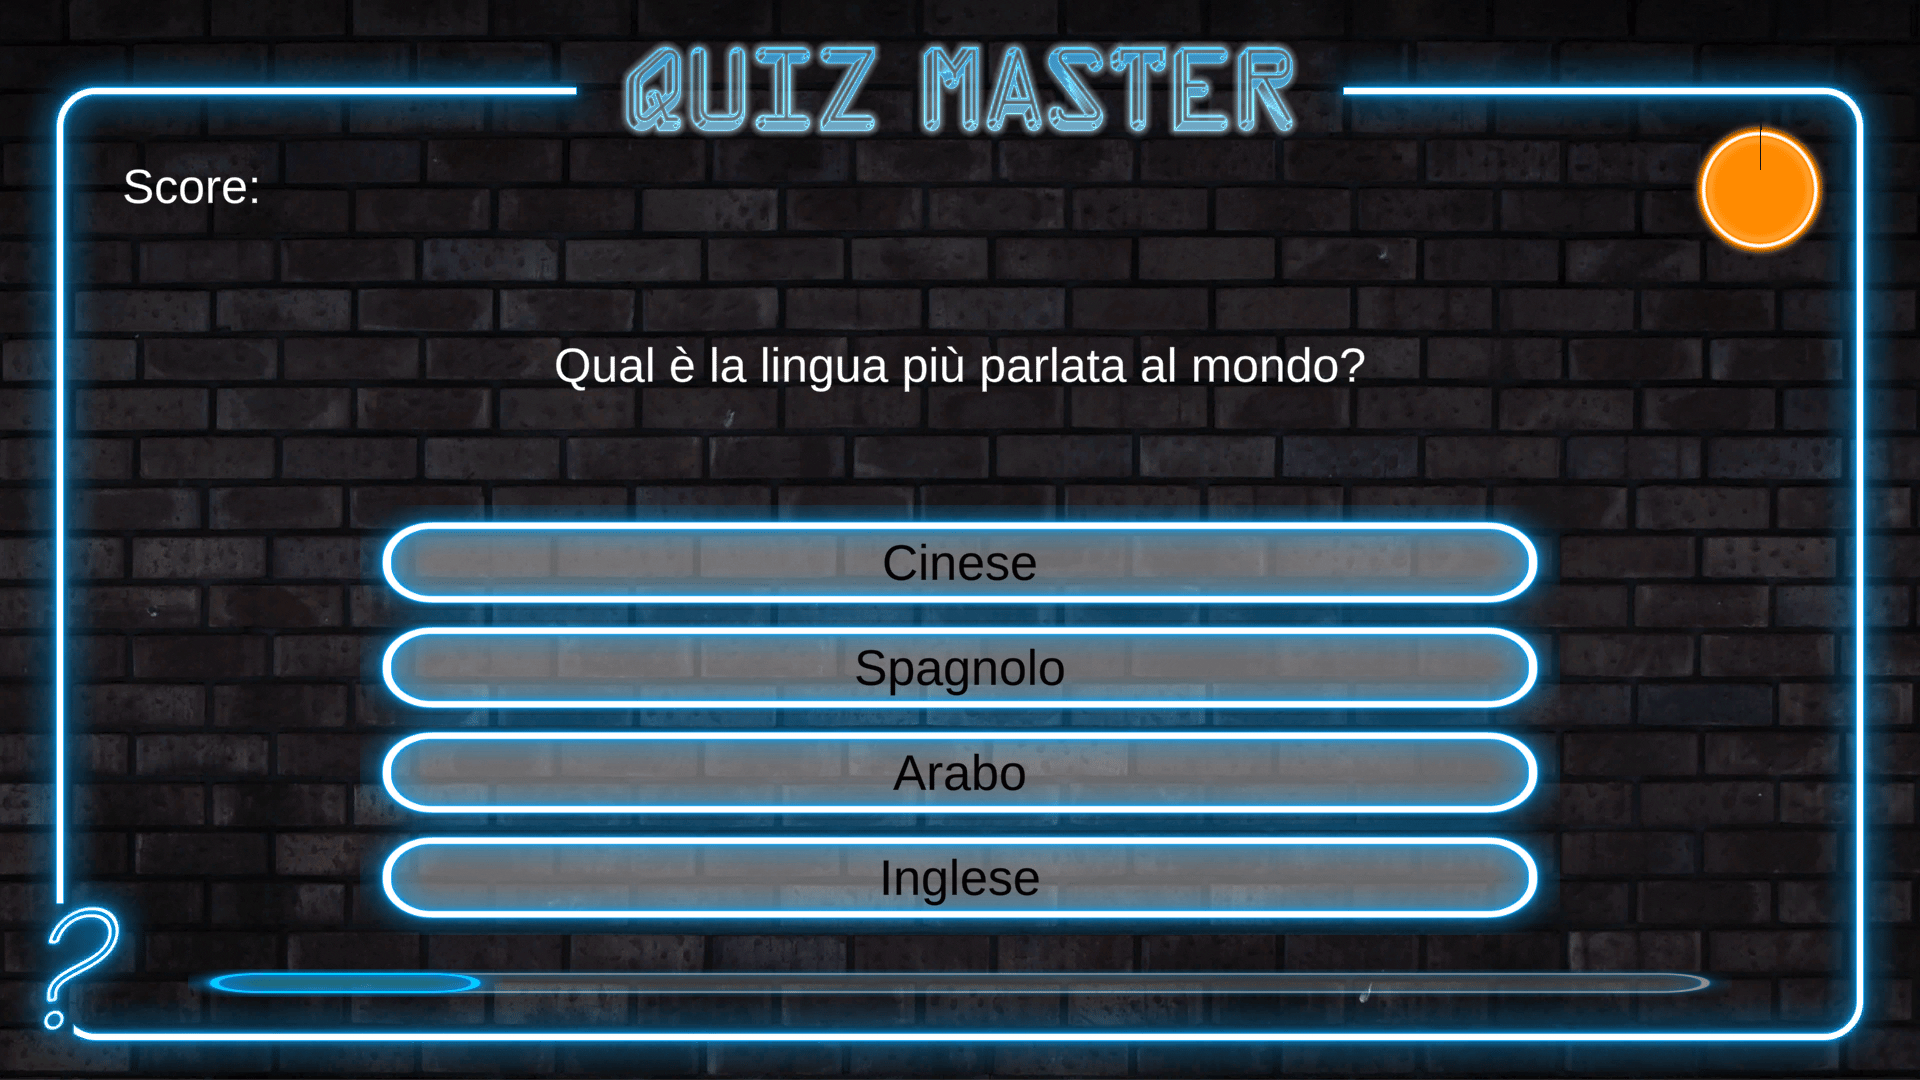 QUIZ MASTER
Score:
Qual è la lingua più parlata al mondo?
Cinese
Spagnolo
Arabo
Inglese
?